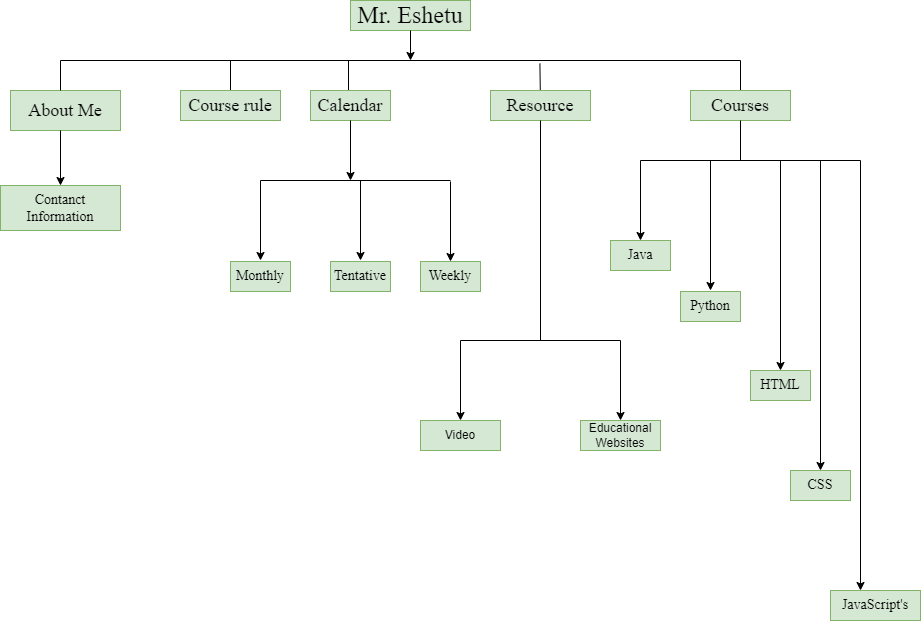 Mr. Eshetu
About Me
Course rule
Calendar
Resource
Courses
Contanct
Information
Java
Monthly
Tentative
Weekly
Python
HTML
Video
Educational
Websites
CSS
JavaScript's